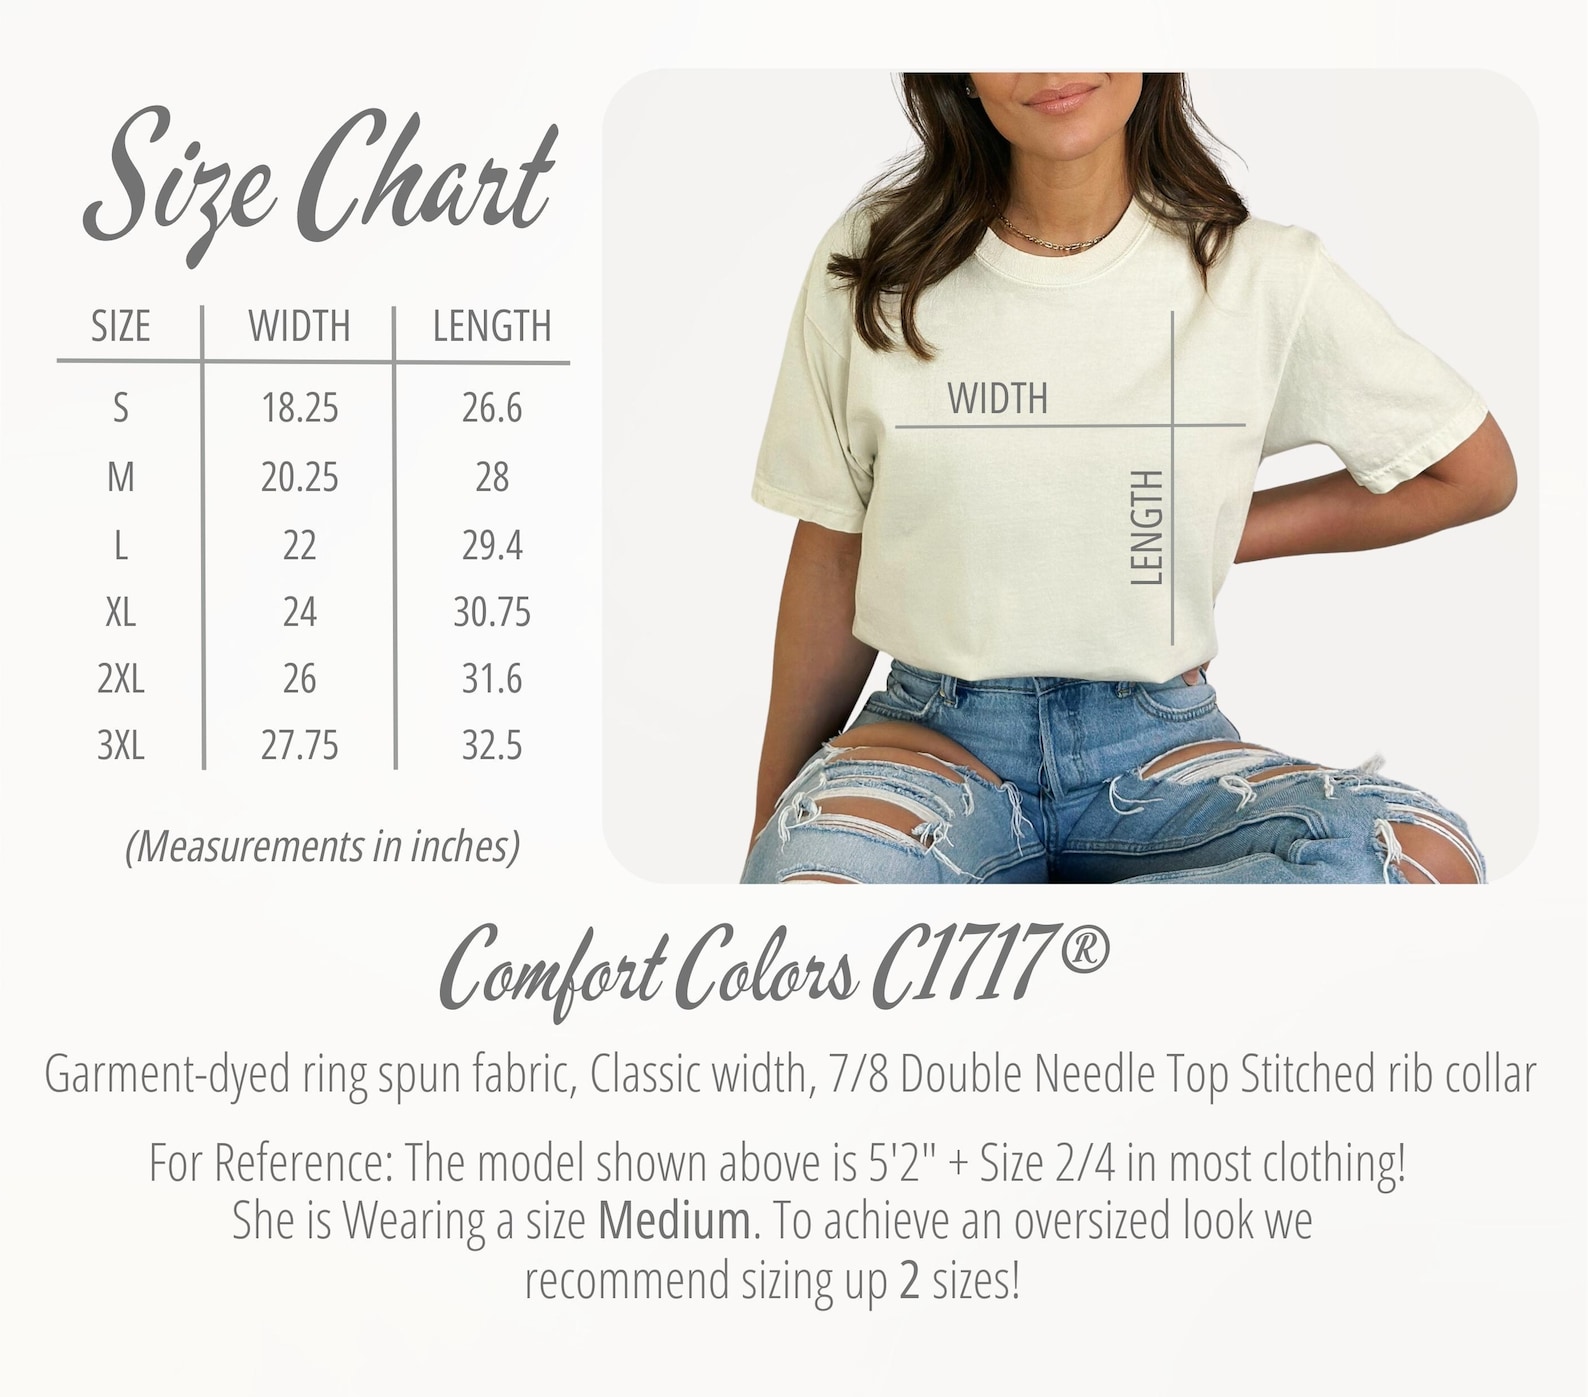 Size Chart
SIZE WIDTH LENGTH
S 18.25 26.6
M 20.25 28
L 22 29.4
XL 24 30.75
2XL 26 31.6
3XL 27.75 32.5
(Measurements in inches)
WIDTH
LENGTH
Comfort Colors C1717®
Garment-dyed ring spun fabric, Classic width, 7/8 Double Needle Top Stitched rib collar
For Reference: The model shown above is 5'2" + Size 2/4 in most clothing!
She is Wearing a size Medium. To achieve an oversized look we
recommend sizing up 2 sizes!